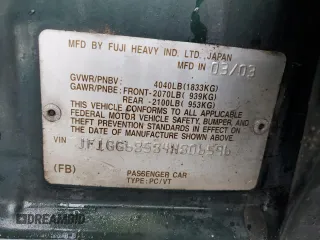 MFD BY FUJI HEAVY IND. LTD. JAPAN
MFD IN 03/03
GVWR/PNBV: 4040LB(1833KG)
GAWR/PNBE: FRONT-2070LB( 939KG)
REAR -2100LB( 953KG)
THIS VEHICLE CONFORMS TO ALL APPLICABLE
FEDERAL MOTOR VEHICLE SAFETY, BUMPER, AND
THEFT PREVENTION STANDARDS IN EFFECT ON
THE DATE OF MANUFACTURE SHOWN ABOVE.
VIN
(FB)
PASSENGER CAR
TYPE: PC/VT
DREAMBID